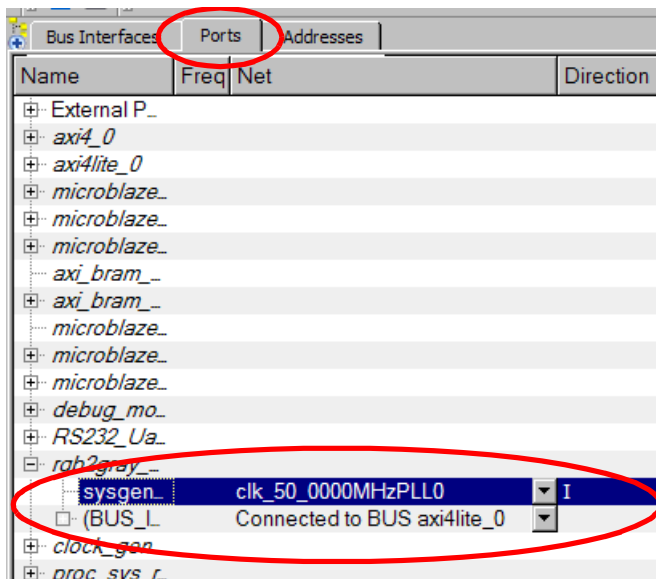 Bus Interfaces Ports Addresses
Name Freq Net Direction
External P...
axi4_0
axi4lite_0
microblaze...
microblaze...
microblaze...
axi_bram_...
axi_bram_...
microblaze...
microblaze...
microblaze...
debug_mo...
RS232_Ua...
rgb2gray_...
sysgen... clk_50_0000MHzPLL0 I
(BUS_I... Connected to BUS axi4lite_0
clock_gen...
proc_sys_r...